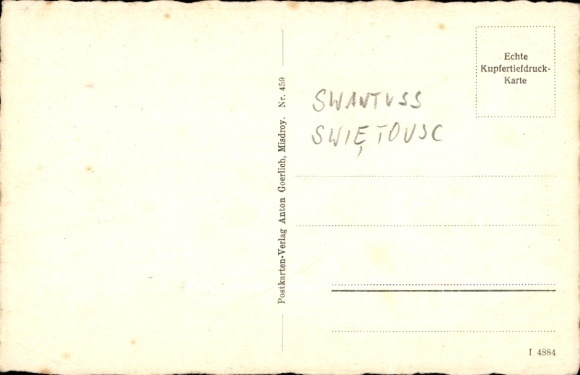 Echte
Kupfertiefdruck-
Karte
SWANTUSS
SWIĘTOUSC
Postkarten-Verlag Anton Goerlich, Misdroy. Nr. 459
I 4884